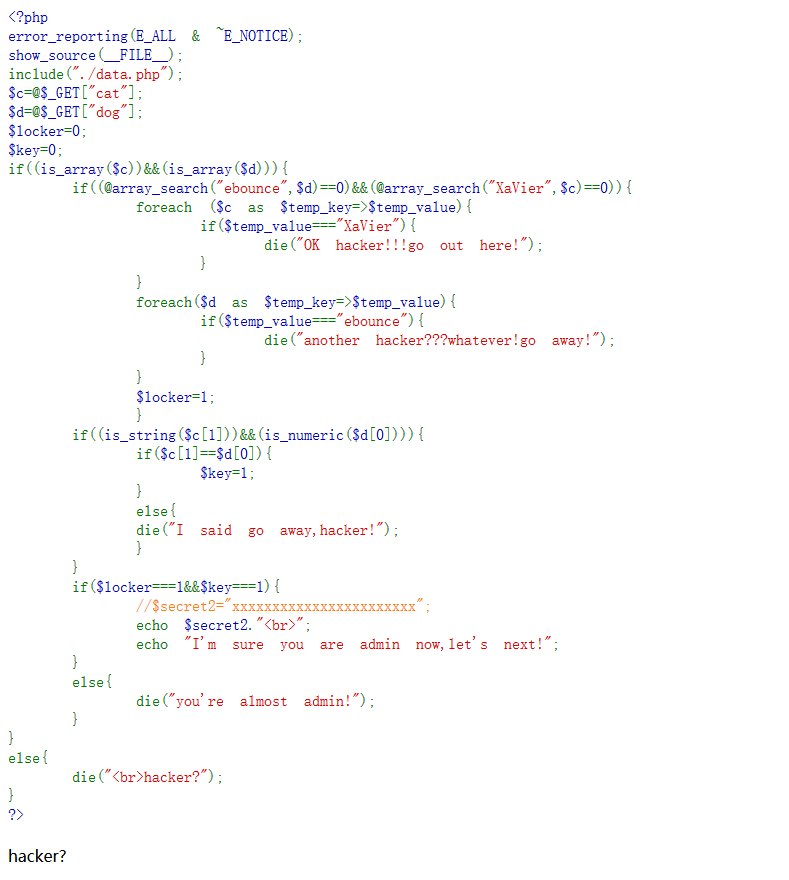 <?php
error_reporting(E_ALL & ~E_NOTICE);
show_source(__FILE__);
include("./data.php");
$c=@$_GET["cat"];
$d=@$_GET["dog"];
$locker=0;
$key=0;
if((is_array($c))&&(is_array($d))){
if((@array_search("ebounce",$d)==0)&&(@array_search("XaVier",$c)==0)){
foreach ($c as $temp_key=>$temp_value){
if($temp_value==="XaVier"){
die("OK hacker!!!go out here!");
}
}
foreach($d as $temp_key=>$temp_value){
if($temp_value==="ebounce"){
die("another hacker???whatever!go away!");
}
}
$locker=1;
}
if((is_string($c[1]))&&(is_numeric($d[0]))){
if($c[1]==$d[0]){
$key=1;
}
else{
die("I said go away,hacker!");
}
}
if($locker===1&&$key===1){
//$secret2="xxxxxxxxxxxxxxxxxxxxxxx";
echo $secret2."<br>";
echo "I'm sure you are admin now,let's next!";
}
else{
die("you're almost admin!");
}
}
else{
die("<br>hacker?");
}
?>
hacker?